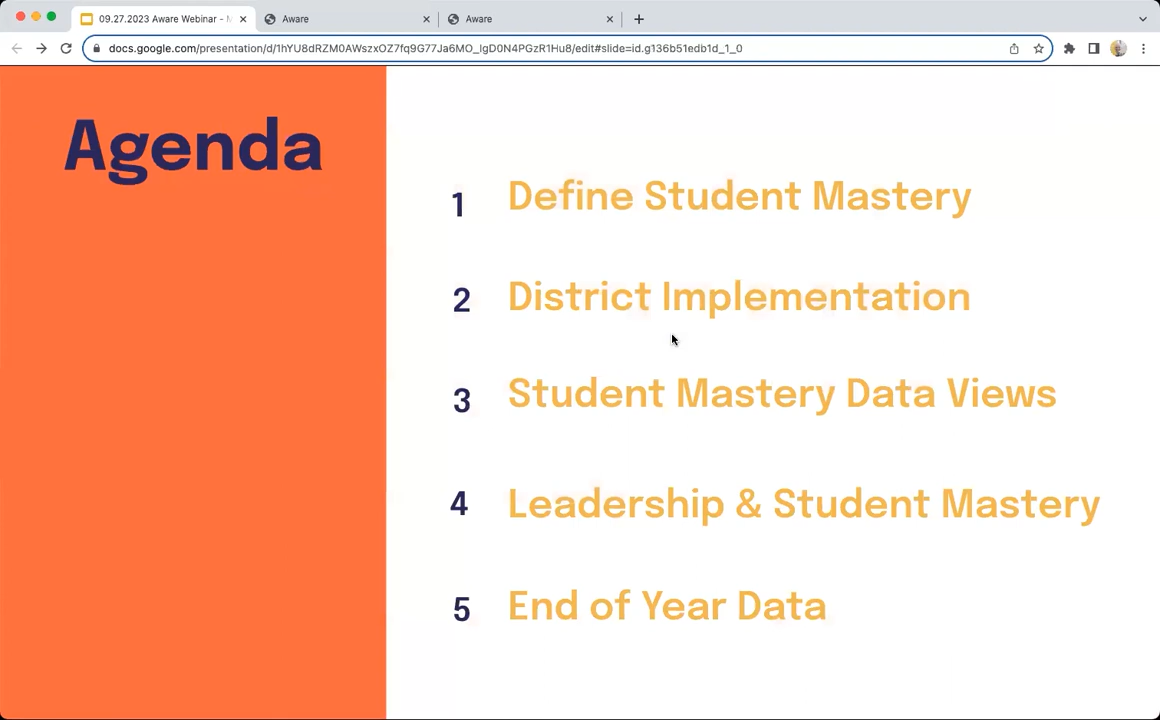 09.27.2023 Aware Webinar - M
Aware
Aware
docs.google.com/presentation/d/1hYU8dRZM0AWszxOZ7fq9G77Ja6MO_IgD0N4PGzR1Hu8/edit#slide=id.g136b51edb1d_1_0
Agenda
1 Define Student Mastery
2 District Implementation
3 Student Mastery Data Views
4 Leadership & Student Mastery
5 End of Year Data